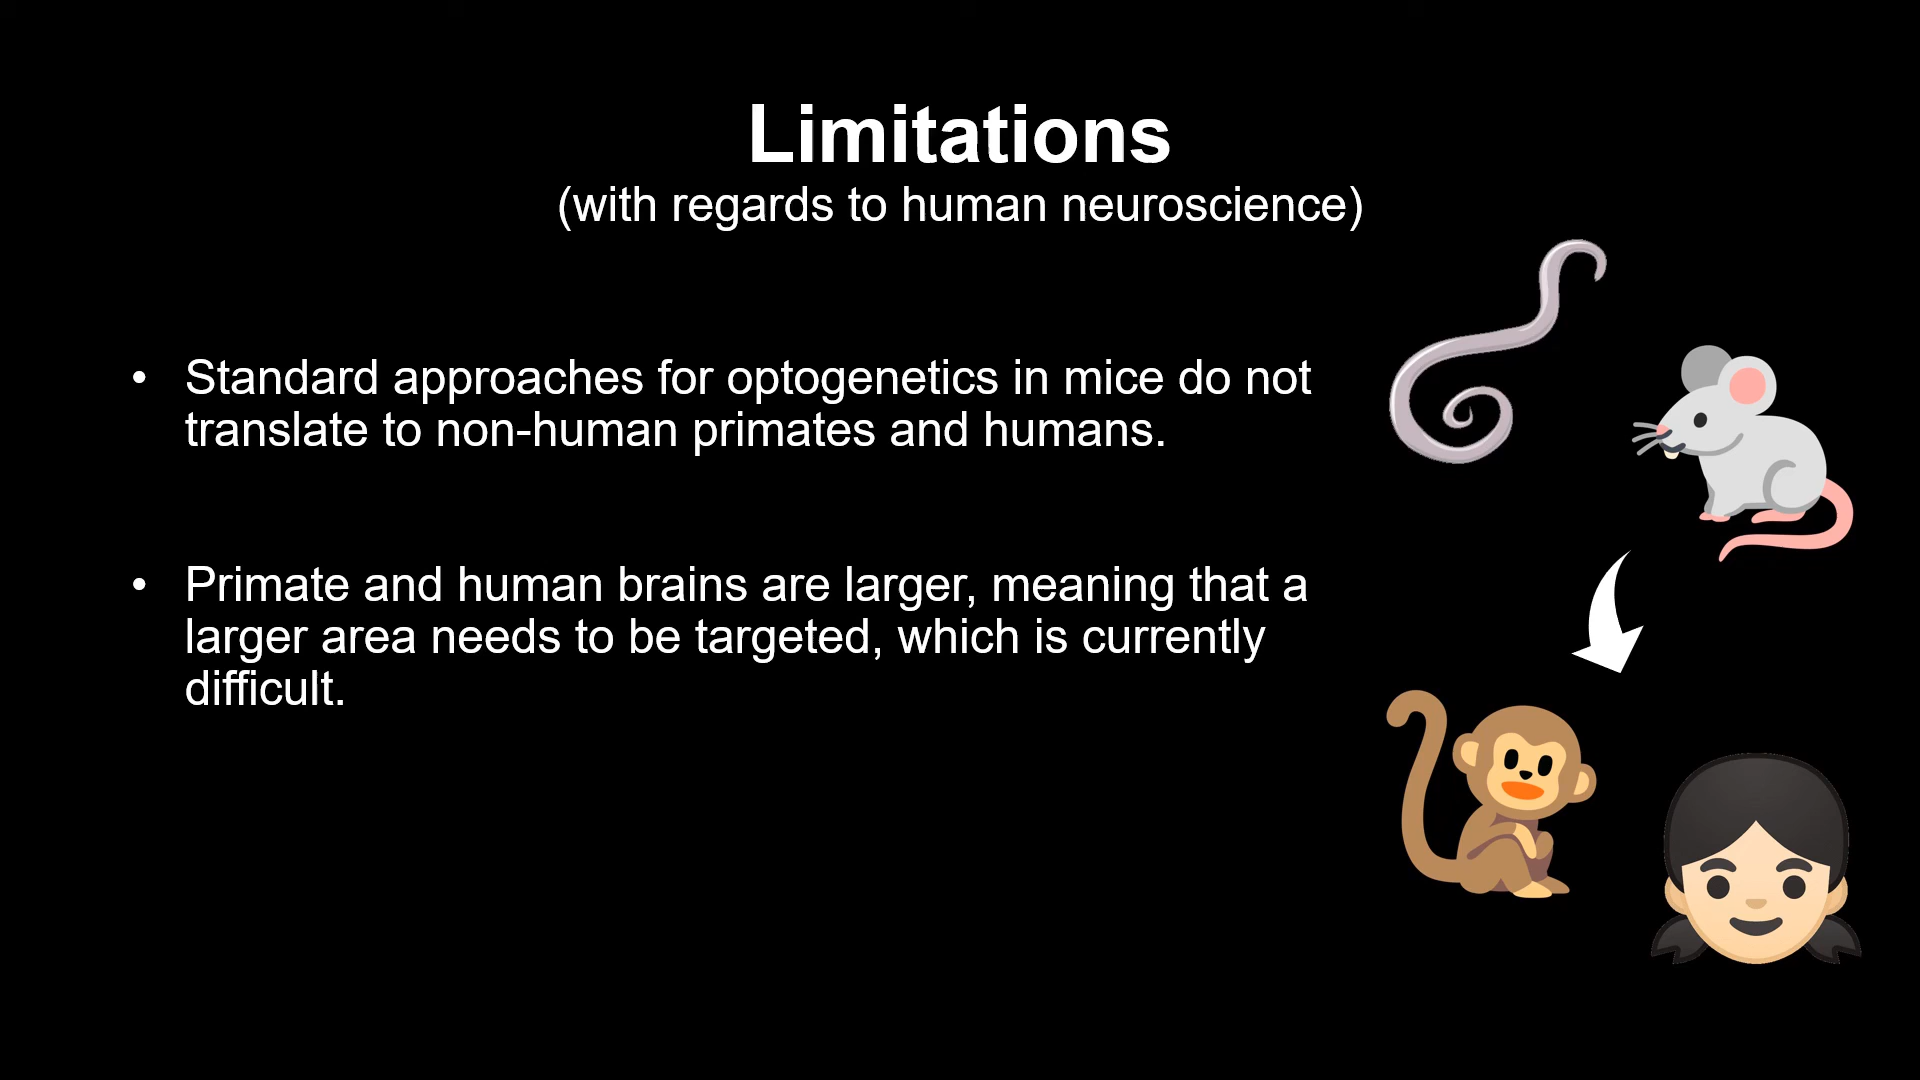 Limitations
(with regards to human neuroscience)
• Standard approaches for optogenetics in mice do not
translate to non-human primates and humans.
• Primate and human brains are larger, meaning that a
larger area needs to be targeted, which is currently
difficult.